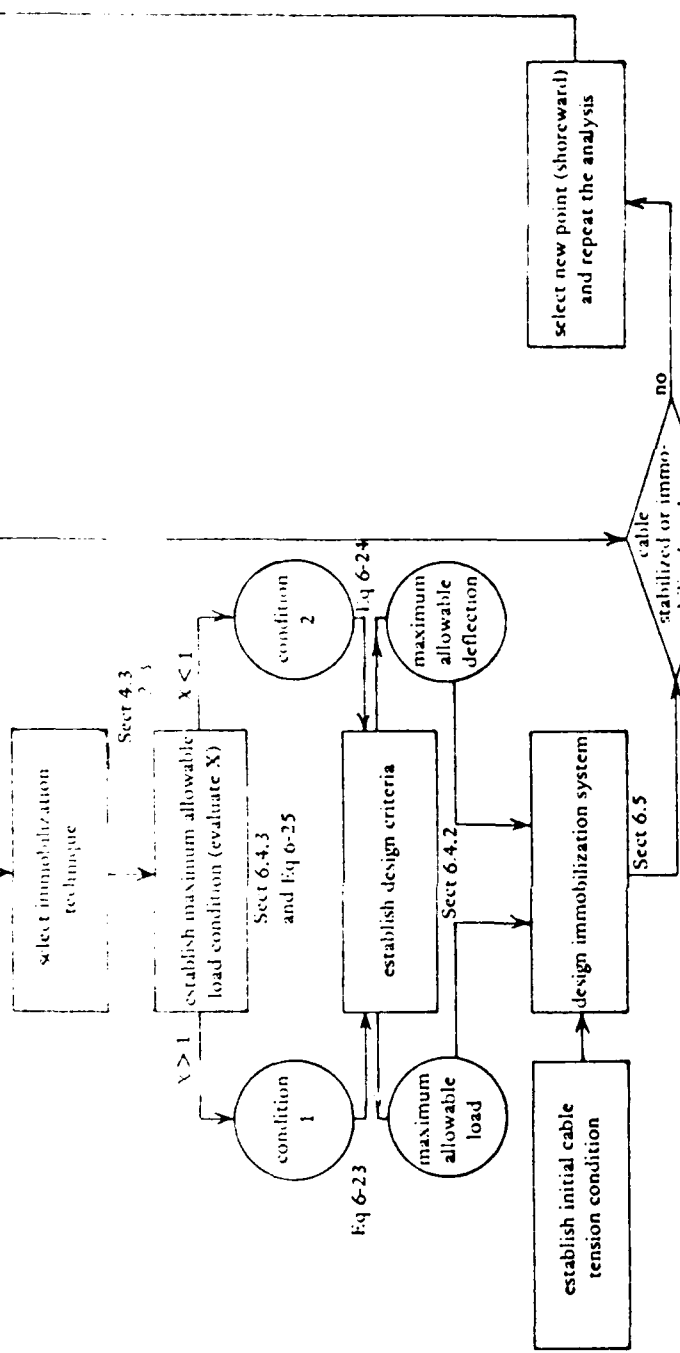 select immobilization
technique
Sect 4.3
establish maximum allowable
load condition (evaluate X)
X > 1
X < 1
Sect 6.4.3
and Eq 6-25
condition
1
condition
2
Eq 6-23
Eq 6-24
establish design criteria
Sect 6.4.2
maximum
allowable
load
maximum
allowable
deflection
establish initial cable
tension condition
design immobilization system
Sect 6.5
cable
stabilized or immo-
no
select new point (shoreward)
and repeat the analysis